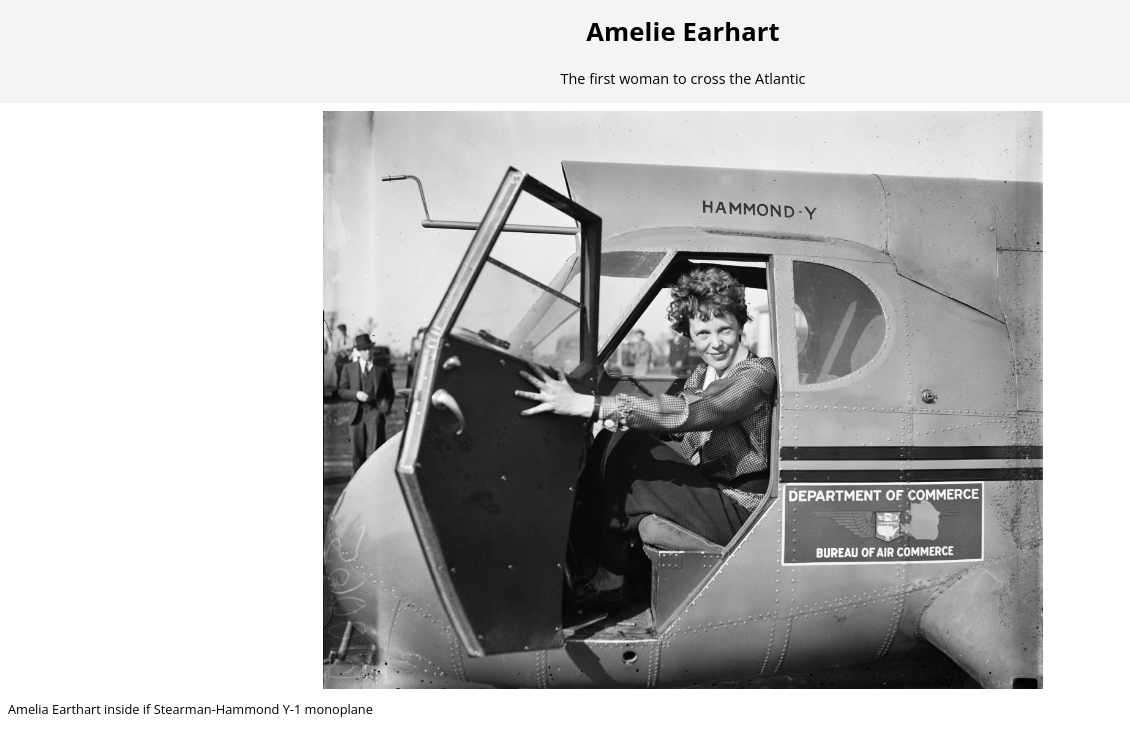 Amelie Earhart
The first woman to cross the Atlantic
HAMMOND-Y
DEPARTMENT OF COMMERCE
BUREAU OF AIR COMMERCE
Amelia Earthart inside if Stearman-Hammond Y-1 monoplane